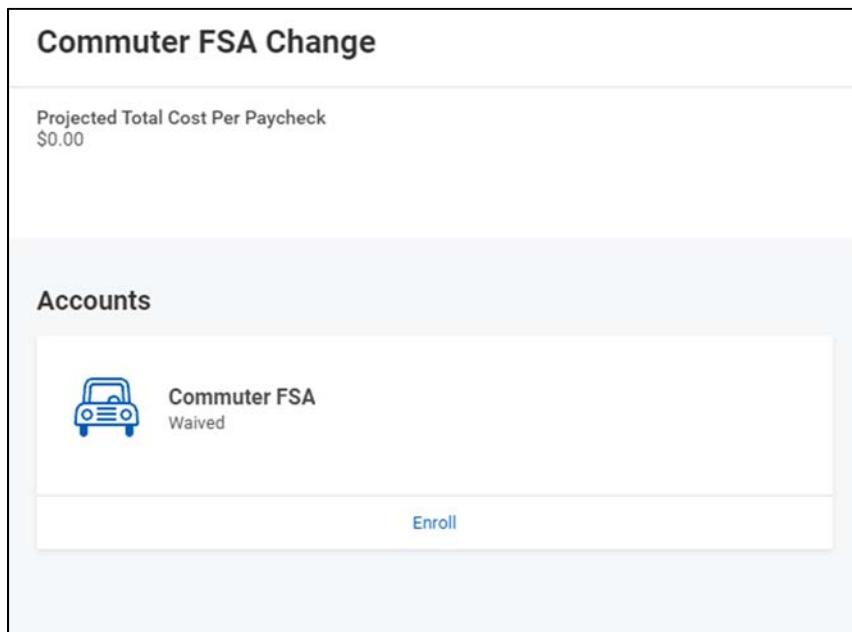 Commuter FSA Change
Projected Total Cost Per Paycheck
$0.00
Accounts
Commuter FSA
Waived
Enroll